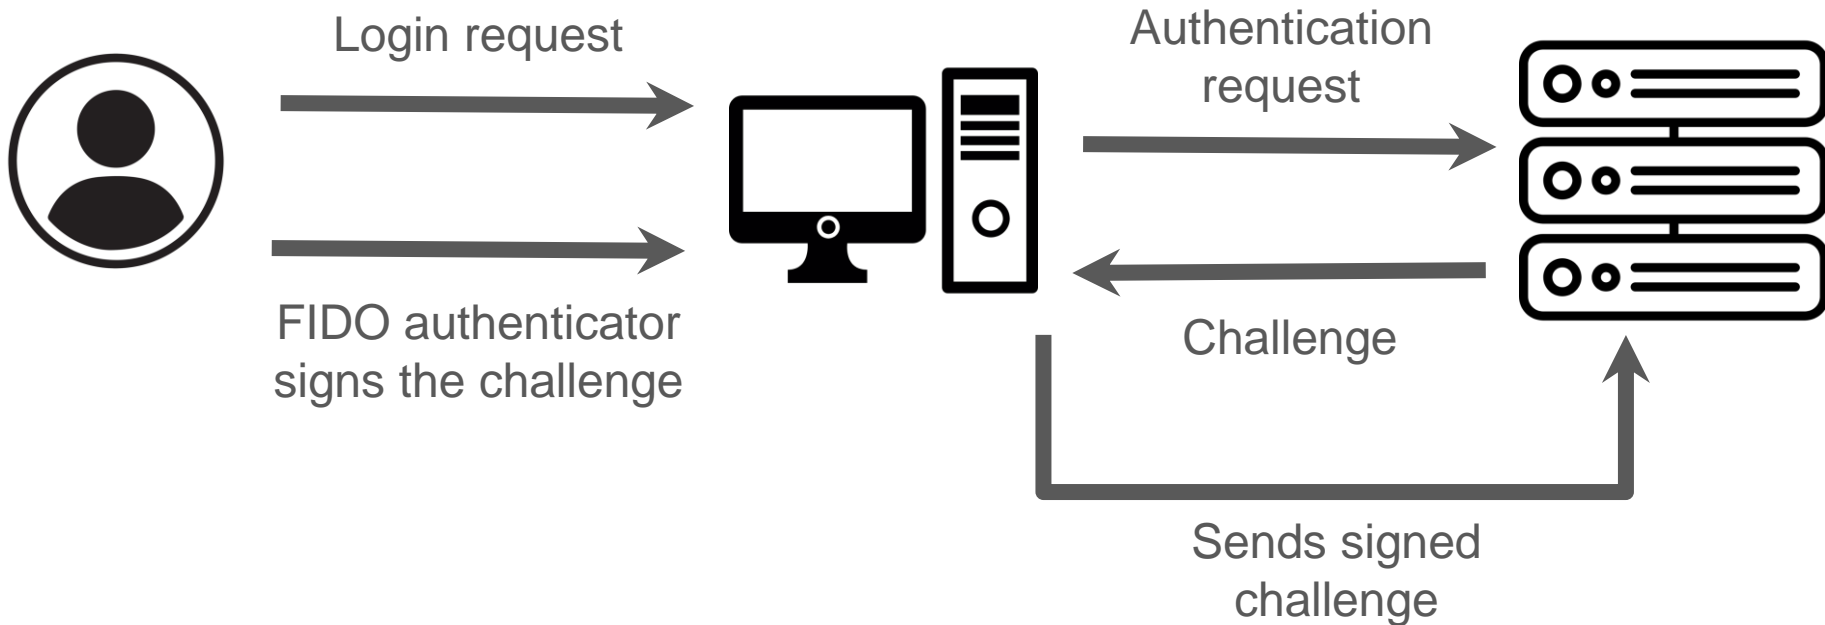 Login request
Authentication
request
FIDO authenticator
signs the challenge
Challenge
Sends signed
challenge